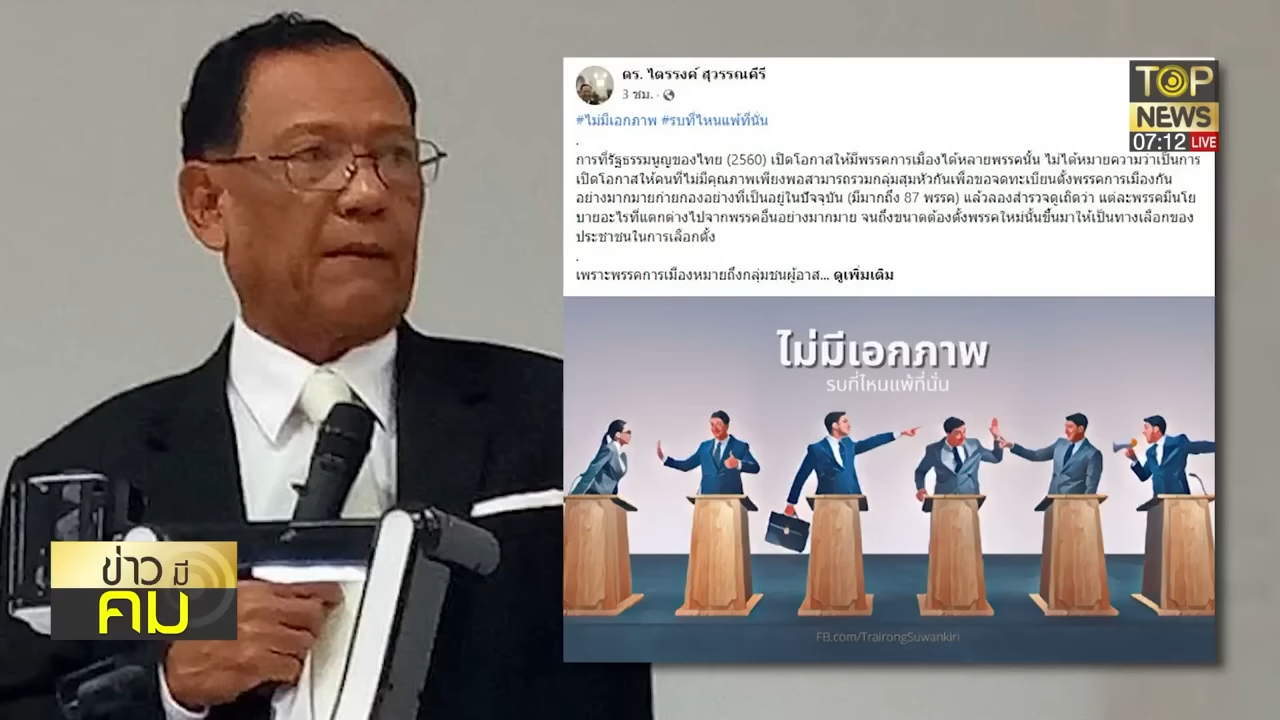 ดร. ไตรรงค์ สุวรรณคีรี
3 ชม.
#ไม่มีเอกภาพ #รบที่ไหนแพ้ที่นั่น
.
การที่รัฐธรรมนูญของไทย (2560) เปิดโอกาสให้มีพรรคการเมืองได้หลายพรรคนั้น ไม่ได้หมายความว่าเป็นการ
เปิดโอกาสให้คนที่ไม่มีคุณภาพเพียงพอสามารถรวมกลุ่มสุมหัวกันเพื่อขอจดทะเบียนตั้งพรรคการเมืองกัน
อย่างมากมายก่ายกองอย่างที่เป็นอยู่ในปัจจุบัน (มีมากถึง 87 พรรค) แล้วลองสำรวจดูเถิดว่า แต่ละพรรคมีนโย
บายอะไรที่แตกต่างไปจากพรรคอื่นอย่างมากมาย จนถึงขนาดต้องตั้งพรรคใหม่นั้นขึ้นมาให้เป็นทางเลือกของ
ประชาชนในการเลือกตั้ง
.
เพราะพรรคการเมืองหมายถึงกลุ่มชนผู้อาส... ดูเพิ่มเติม
ไม่มีเอกภาพ
รบที่ไหนแพ้ที่นั่น
FB.com/TrairongSuwankiri
TOP
NEWS
07:12 LIVE
ข่าวมี
คม